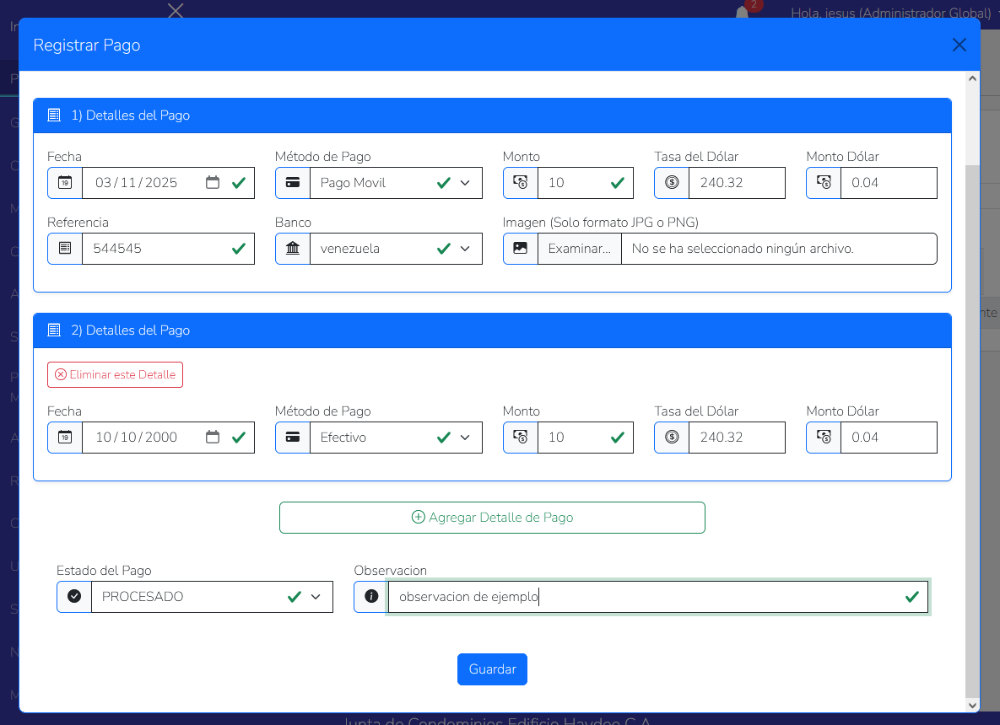 2
Hola, jesus (Administrador Global)
Registrar Pago
1) Detalles del Pago
Fecha Método de Pago Monto Tasa del Dólar Monto Dólar
19 03/11/2025 Pago Movil 10 240.32 0.04
Referencia Banco Imagen (Solo formato JPG o PNG)
544545 venezuela Examinar... No se ha seleccionado ningún archivo.
2) Detalles del Pago
Eliminar este Detalle
Fecha Método de Pago Monto Tasa del Dólar Monto Dólar
19 10/10/2000 Efectivo 10 240.32 0.04
Agregar Detalle de Pago
Estado del Pago Observacion
PROCESADO observacion de ejemplo
Guardar
Junta de Condominios Edificio Haydee C.A